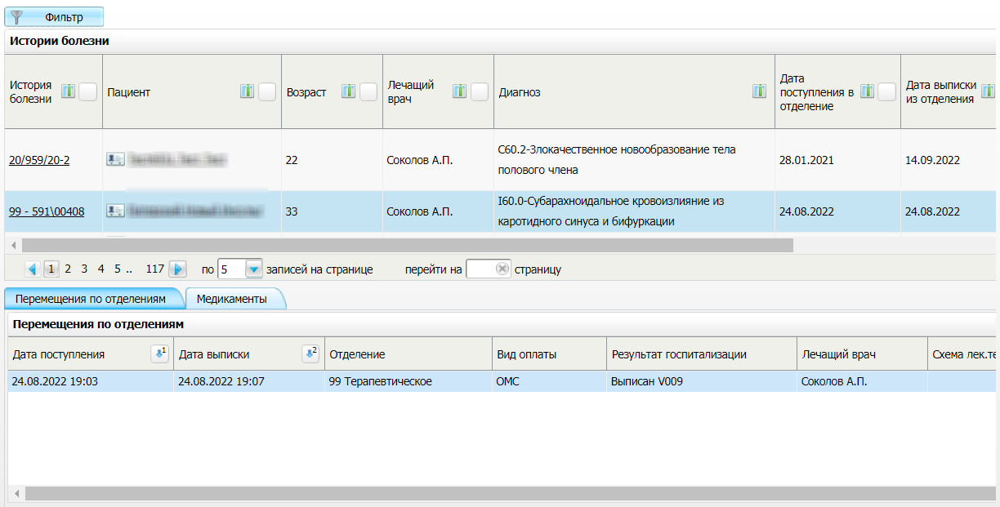 Фильтр
Истории болезни
История болезни
Пациент
Возраст
Лечащий врач
Диагноз
Дата поступления в отделение
Дата выписки из отделения
20/959/20-2
22
Соколов А.П.
C60.2-Злокачественное новообразование тела
полового члена
28.01.2021
14.09.2022
99 - 591\00408
33
Соколов А.П.
I60.0-Субарахноидальное кровоизлияние из
каротидного синуса и бифуркации
24.08.2022
24.08.2022
1 2 3 4 5 .. 117 по 5 записей на странице перейти на страницу
Перемещения по отделениям Медикаменты
Перемещения по отделениям
Дата поступления 1 Дата выписки 2 Отделение Вид оплаты Результат госпитализации Лечащий врач Схема лек.те
24.08.2022 19:03 24.08.2022 19:07 99 Терапевтическое ОМС Выписан V009 Соколов А.П.